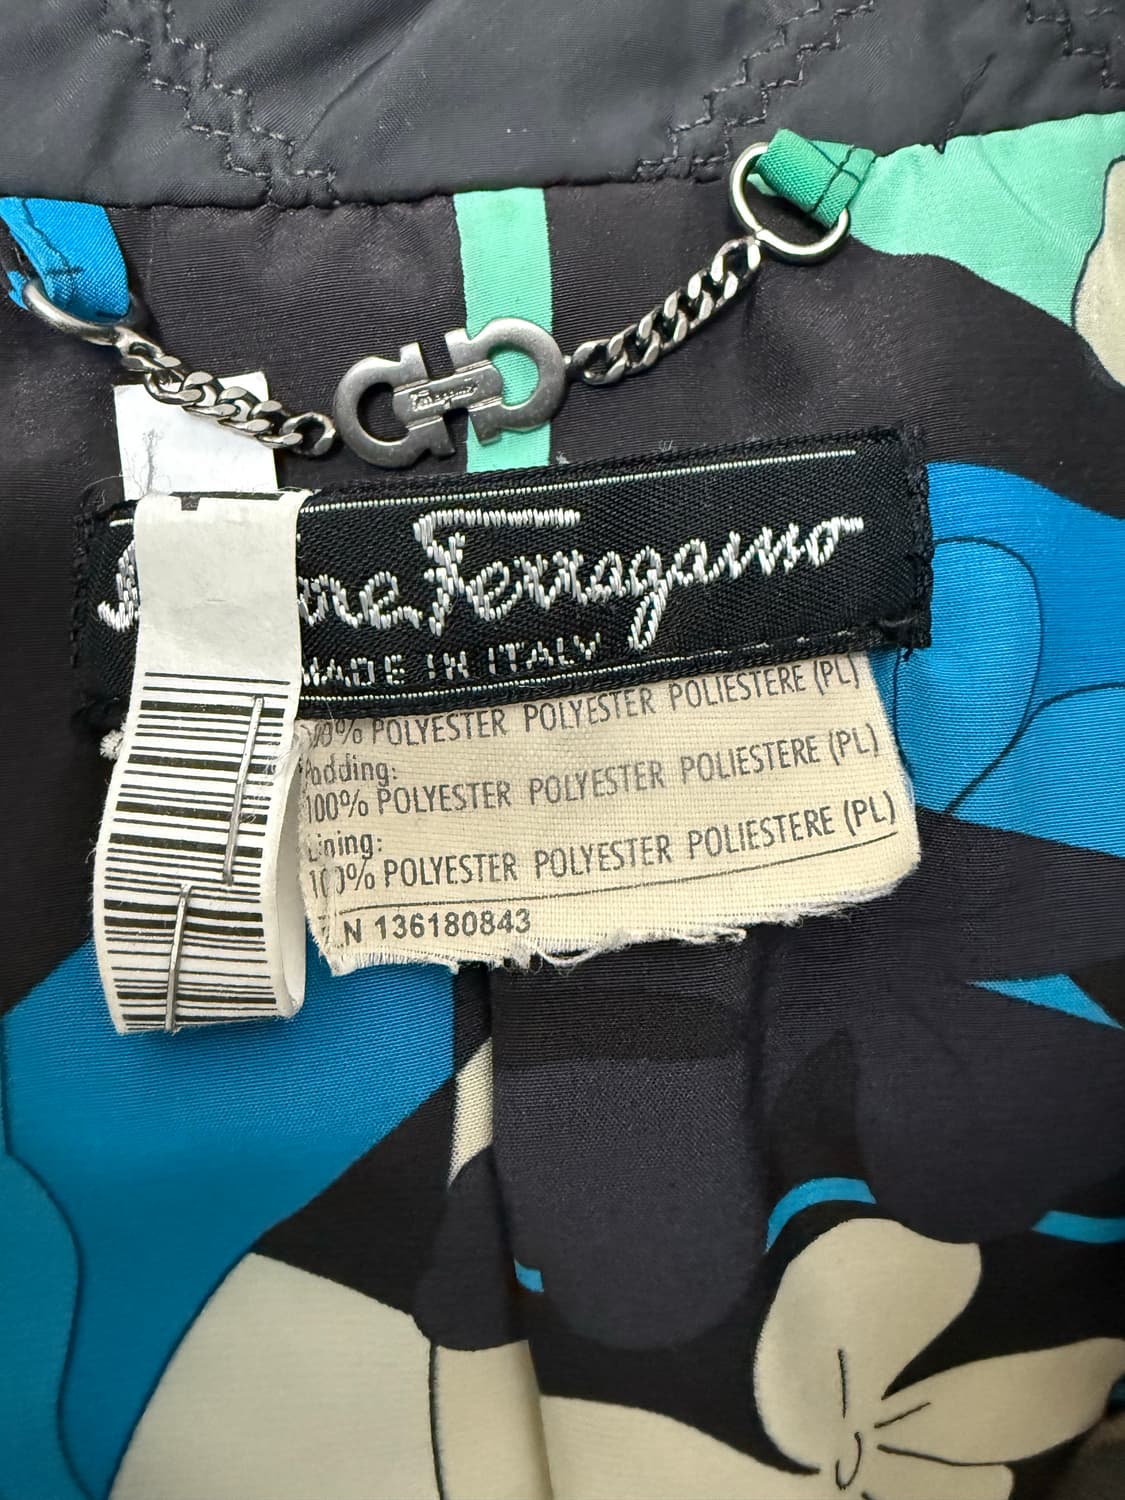 Ferragamo
Ferragamo
MADE IN ITALY
100% POLYESTER POLYESTER POLIESTERE (PL)
Padding:
100% POLYESTER POLYESTER POLIESTERE (PL)
Lining:
100% POLYESTER POLYESTER POLIESTERE (PL)
N 136180843